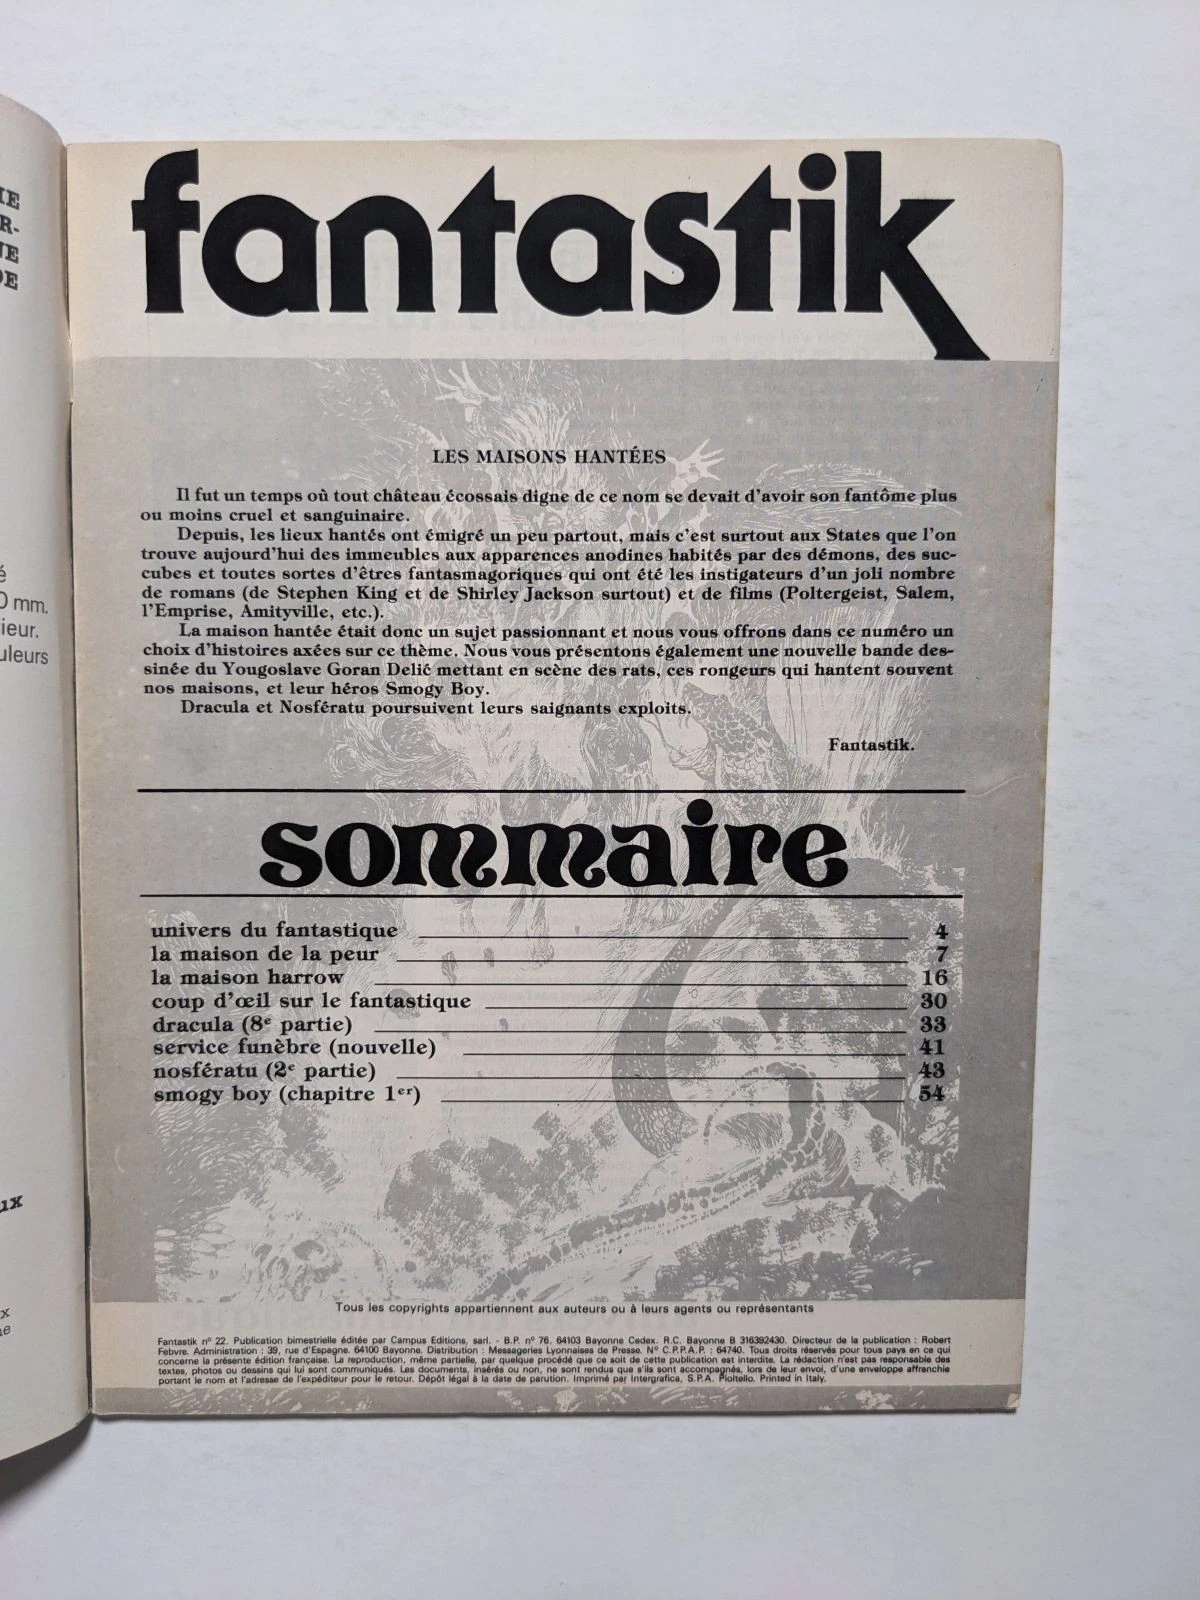 IE
R-
NE
DE
é
0 mm.
ieur.
uleurs
ux
x
ne
fantastik
LES MAISONS HANTÉES
Il fut un temps où tout château écossais digne de ce nom se devait d'avoir son fantôme plus
ou moins cruel et sanguinaire.
Depuis, les lieux hantés ont émigré un peu partout, mais c'est surtout aux States que l'on
trouve aujourd'hui des immeubles aux apparences anodines habités par des démons, des suc-
cubes et toutes sortes d'êtres fantasmagoriques qui ont été les instigateurs d'un joli nombre
de romans (de Stephen King et de Shirley Jackson surtout) et de films (Poltergeist, Salem,
l'Emprise, Amityville, etc.).
La maison hantée était donc un sujet passionnant et nous vous offrons dans ce numéro un
choix d'histoires axées sur ce thème. Nous vous présentons également une nouvelle bande des-
sinée du Yougoslave Goran Delić mettant en scène des rats, ces rongeurs qui hantent souvent
nos maisons, et leur héros Smogy Boy.
Dracula et Nosfératu poursuivent leurs saignants exploits.
Fantastik.
sommaire
univers du fantastique 4
la maison de la peur 7
la maison harrow 16
coup d'œil sur le fantastique 30
dracula (8e partie) 33
service funèbre (nouvelle) 41
nosfératu (2e partie) 43
smogy boy (chapitre 1er) 54
Tous les copyrights appartiennent aux auteurs ou à leurs agents ou représentants
Fantastik nº 22. Publication bimestrielle éditée par Campus Editions, sarl. - B.P. nº 76. 64103 Bayonne Cedex. R.C. Bayonne B 316392430. Directeur de la publication : Robert
Febvre. Administration : 39, rue d'Espagne. 64100 Bayonne. Distribution : Messageries Lyonnaises de Presse. Nº C.P.P.A.P. : 64740. Tous droits réservés pour tous pays en ce qui
concerne la présente édition française. La reproduction, même partielle, par quelque procédé que ce soit de cette publication est interdite. La rédaction n'est pas responsable des
textes, photos ou dessins qui lui sont communiqués. Les documents, insérés ou non, ne sont rendus que s'ils sont accompagnés, lors de leur envoi, d'une enveloppe affranchie
portant le nom et l'adresse de l'expéditeur pour le retour. Dépôt légal à la date de parution. Imprimé par Intergrafica, S.P.A. Pioltello. Printed in Italy.